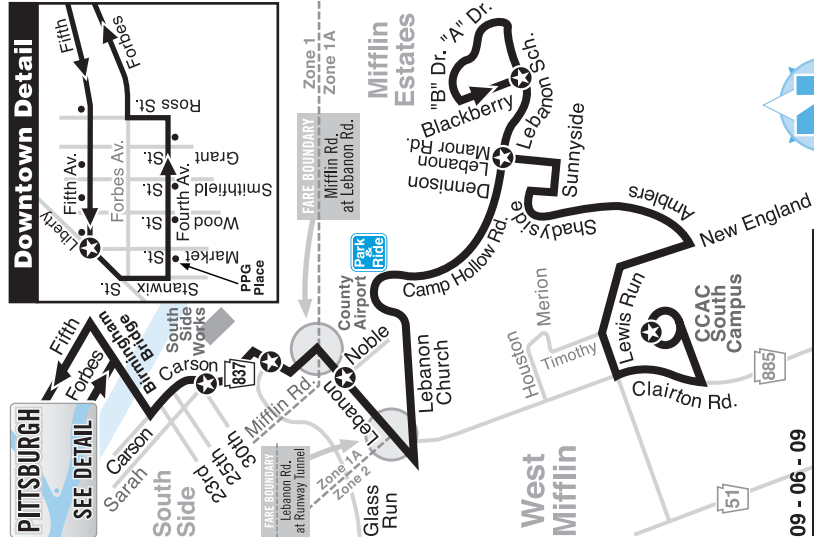 Downtown Detail
Fifth
Forbes
Liberty
Fifth Av.
Forbes Av.
Fourth Av.
Ross St.
Grant
St.
Smithfield
St.
Wood
St.
Market
St.
Stanwix
St.
PPG
Place
PITTSBURGH
SEE DETAIL
Fifth
Forbes
Birmingham
Bridge
South
Side
Works
Carson
Carson
Sarah
South
Side
23rd
25th
30th
837
Mifflin Rd.
Zone 1
Zone 1A
FARE BOUNDARY
Mifflin Rd.
at Lebanon Rd.
FARE BOUNDARY
Lebanon Rd.
at Runway Tunnel
Zone 1A
Zone 2
Glass
Run
Lebanon
Noble
County
Airport
Park
&
Ride
Lebanon
Church
Camp Hollow Rd.
Mifflin
Estates
"B" Dr.
"A" Dr.
Blackberry
Lebanon Sch.
Lebanon
Manor Rd.
Dennison
Sunnyside
Shadyside
Amblers
New England
Lewis Run
CCAC
South
Campus
Clairton Rd.
Houston
Merion
Timothy
885
51
West
Mifflin
09 - 06 - 09